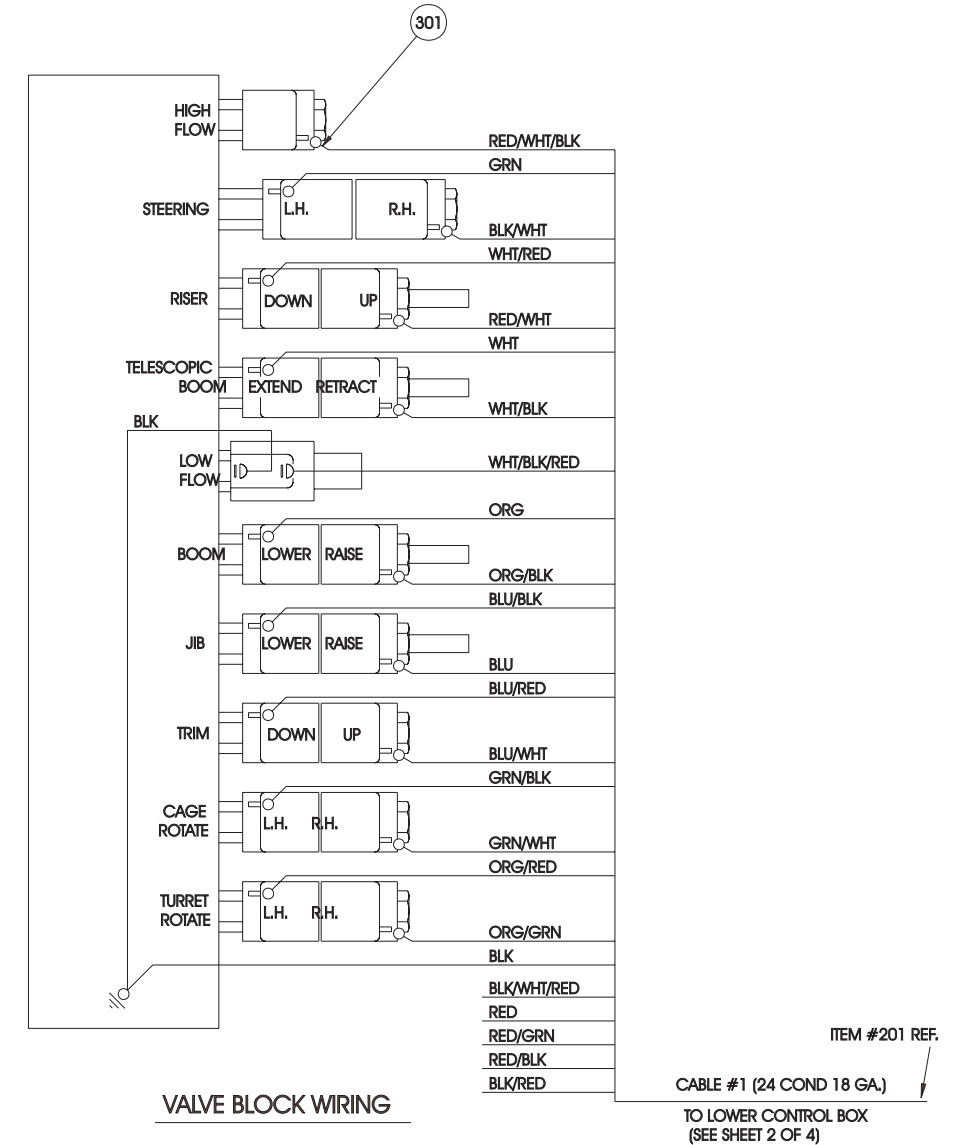 301
HIGH
FLOW
RED/WHT/BLK
GRN
STEERING
L.H. R.H.
BLK/WHT
WHT/RED
RISER
DOWN UP
RED/WHT
WHT
TELESCOPIC
BOOM
EXTEND RETRACT
WHT/BLK
BLK
LOW
FLOW
WHT/BLK/RED
ORG
BOOM
LOWER RAISE
ORG/BLK
BLU/BLK
JIB
LOWER RAISE
BLU
BLU/RED
TRIM
DOWN UP
BLU/WHT
GRN/BLK
CAGE
ROTATE
L.H. R.H.
GRN/WHT
ORG/RED
TURRET
ROTATE
L.H. R.H.
ORG/GRN
BLK
BLK/WHT/RED
RED
RED/GRN
RED/BLK
BLK/RED
ITEM #201 REF.
CABLE #1 (24 COND 18 GA.)
TO LOWER CONTROL BOX
(SEE SHEET 2 OF 4)
VALVE BLOCK WIRING